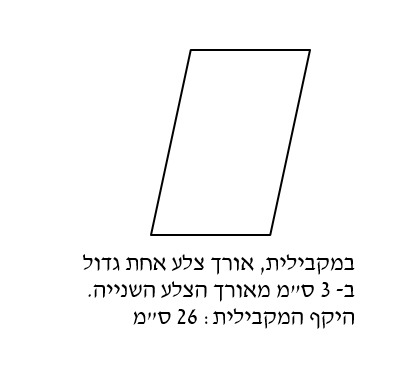 במקבילית, אורך צלע אחת גדול
ב- 3 ס״מ מאורך הצלע השנייה.
היקף המקבילית : 26 ס״מ